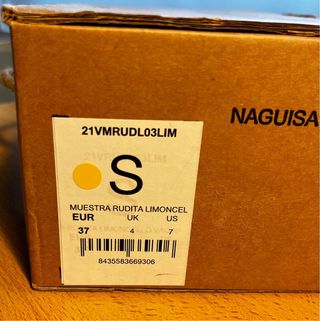 NAGUISA
21VMRUDL03LIM
S
MUESTRA RUDITA LIMONCEL
EUR UK US
37 4 7
8435583669306